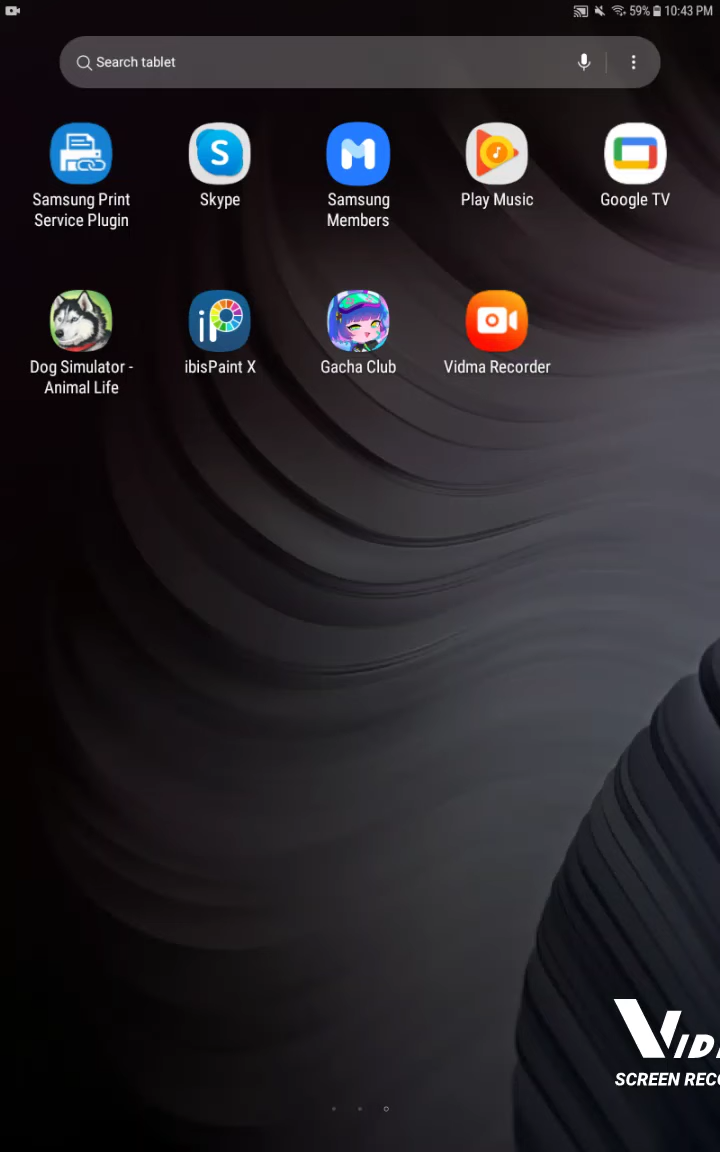 59% 10:43 PM
Search tablet
Samsung Print
Service Plugin
Skype
Samsung
Members
Play Music
Google TV
Dog Simulator -
Animal Life
ibisPaint X
Gacha Club
Vidma Recorder
SCREEN